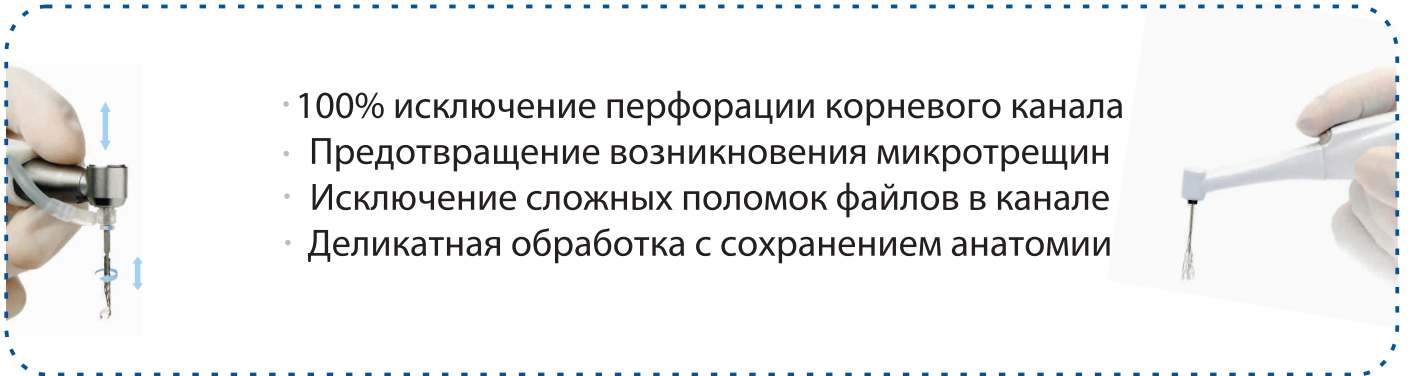 · 100% исключение перфорации корневого канала
· Предотвращение возникновения микротрещин
· Исключение сложных поломок файлов в канале
· Деликатная обработка с сохранением анатомии